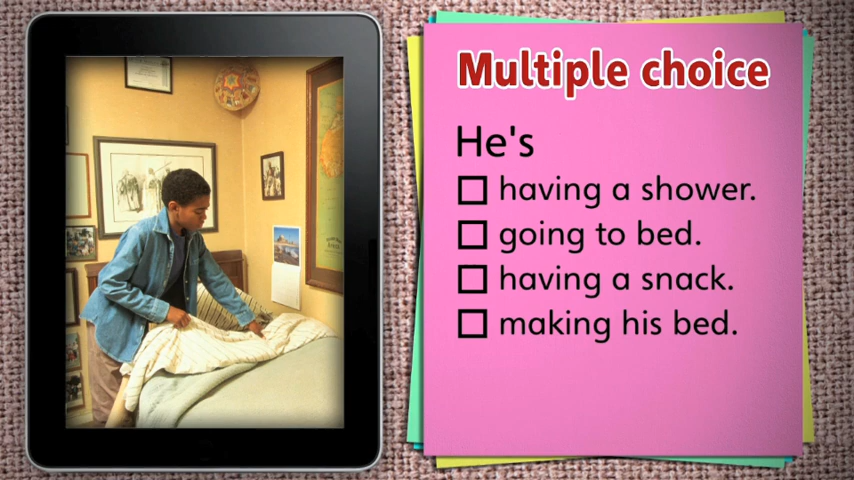 Multiple choice
He's
having a shower.
going to bed.
having a snack.
making his bed.